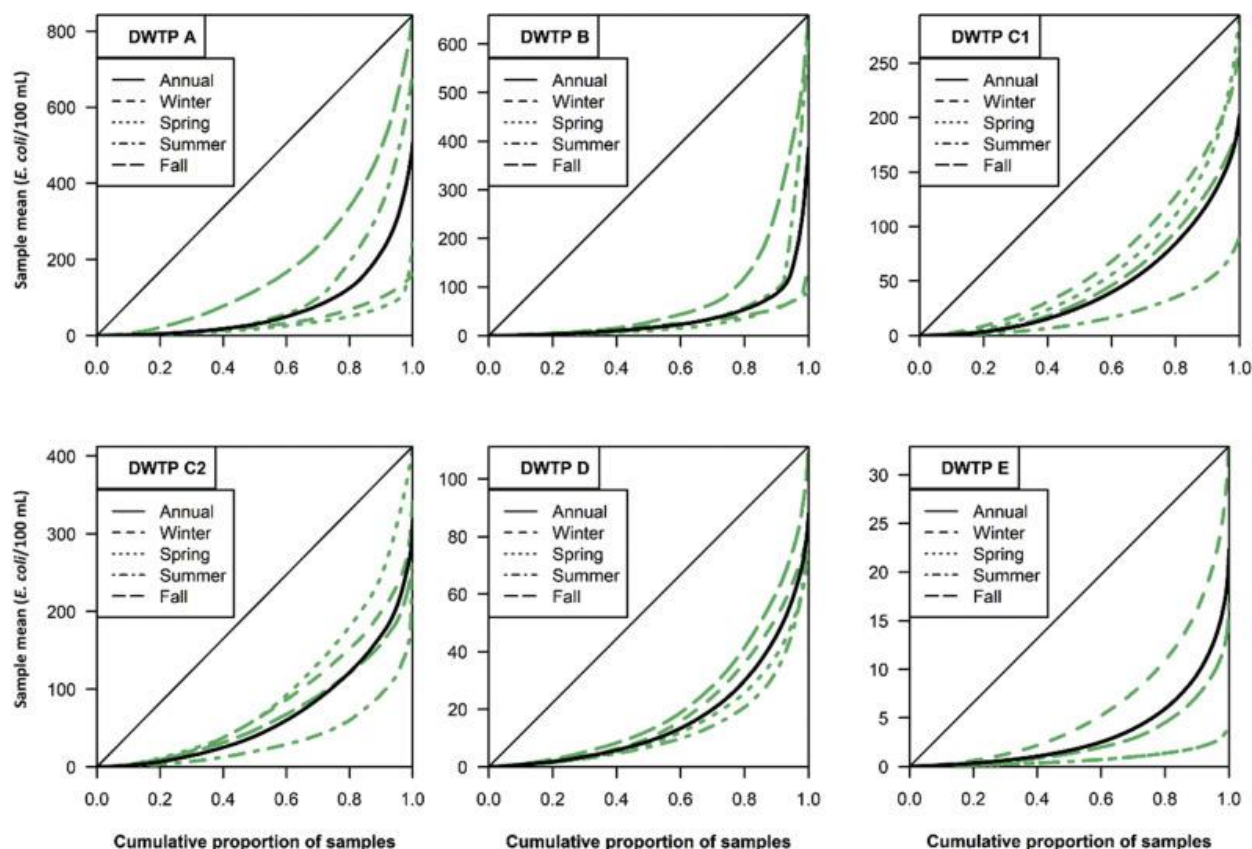 DWTP A
Annual
Winter
Spring
Summer
Fall
Sample mean (E. coli/100 mL)
800
600
400
200
0
0.0 0.2 0.4 0.6 0.8 1.0
DWTP B
Annual
Winter
Spring
Summer
Fall
600
500
400
300
200
100
0
0.0 0.2 0.4 0.6 0.8 1.0
DWTP C1
Annual
Winter
Spring
Summer
Fall
250
200
150
100
50
0
0.0 0.2 0.4 0.6 0.8 1.0
DWTP C2
Annual
Winter
Spring
Summer
Fall
Sample mean (E. coli/100 mL)
400
300
200
100
0
0.0 0.2 0.4 0.6 0.8 1.0
Cumulative proportion of samples
DWTP D
Annual
Winter
Spring
Summer
Fall
100
80
60
40
20
0
0.0 0.2 0.4 0.6 0.8 1.0
Cumulative proportion of samples
DWTP E
Annual
Winter
Spring
Summer
Fall
30
25
20
15
10
5
0
0.0 0.2 0.4 0.6 0.8 1.0
Cumulative proportion of samples